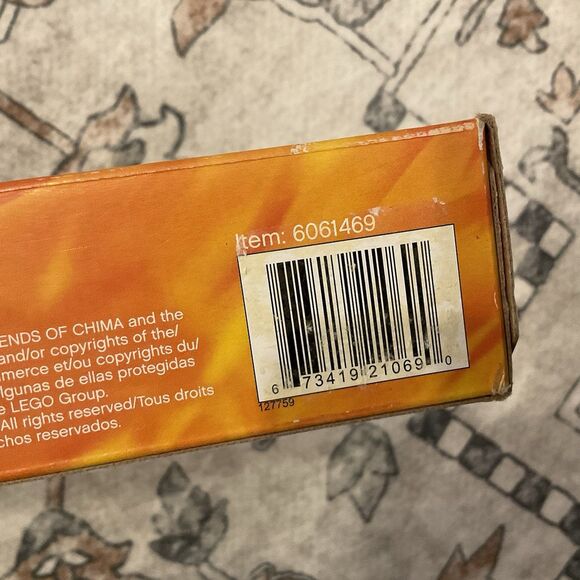 Item: 6061469
6 73419 21069 0
127759
ENDS OF CHIMA and the
and/or copyrights of the/
merce et/ou copyrights du/
lgunas de ellas protegidas
e LEGO Group.
All rights reserved/Tous droits
chos reservados.